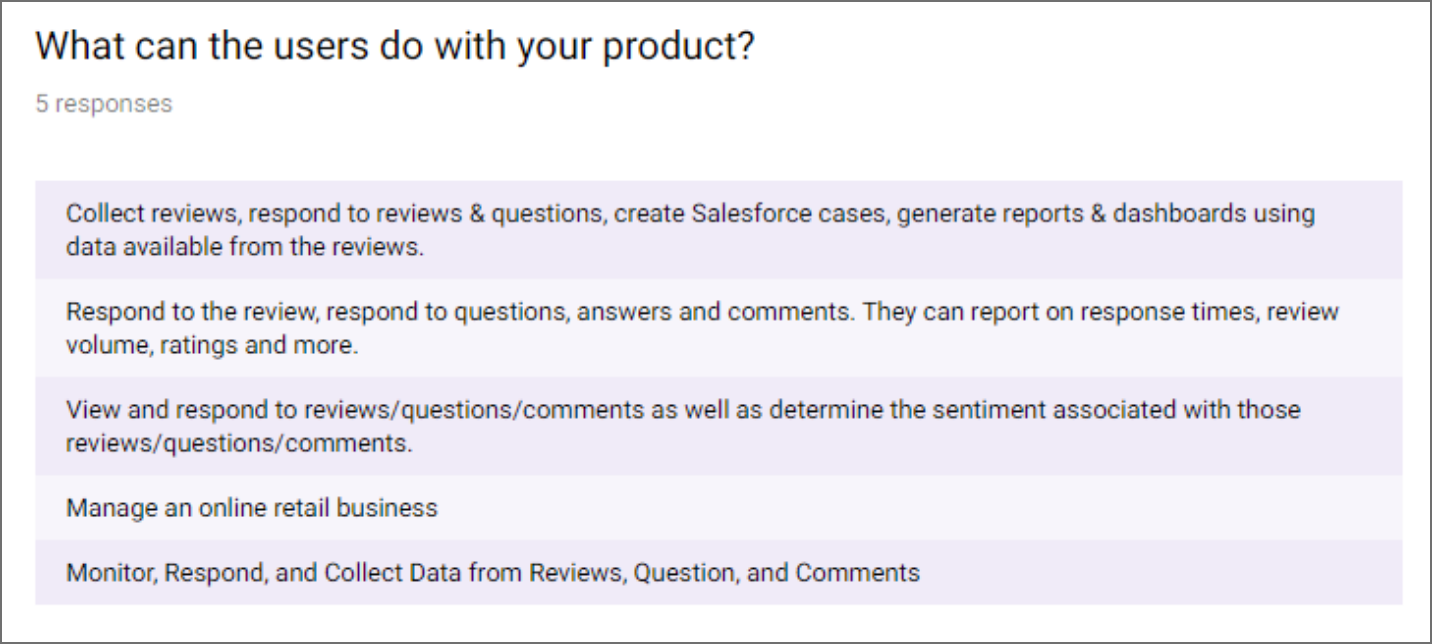 What can the users do with your product?
5 responses
Collect reviews, respond to reviews & questions, create Salesforce cases, generate reports & dashboards using
data available from the reviews.
Respond to the review, respond to questions, answers and comments. They can report on response times, review
volume, ratings and more.
View and respond to reviews/questions/comments as well as determine the sentiment associated with those
reviews/questions/comments.
Manage an online retail business
Monitor, Respond, and Collect Data from Reviews, Question, and Comments